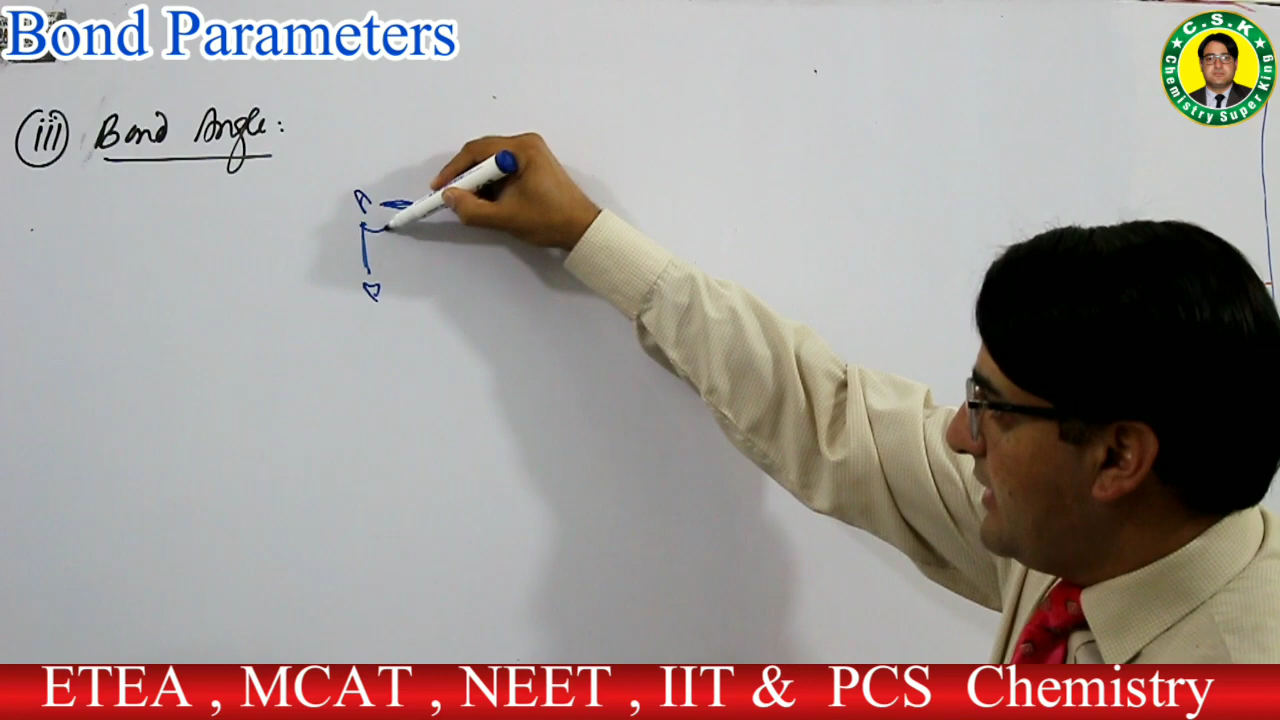 Bond Parameters
C.S.K
Chemistry Super King
(iii) Bond Angle:
A
B
ETEA , MCAT , NEET , IIT & PCS Chemistry